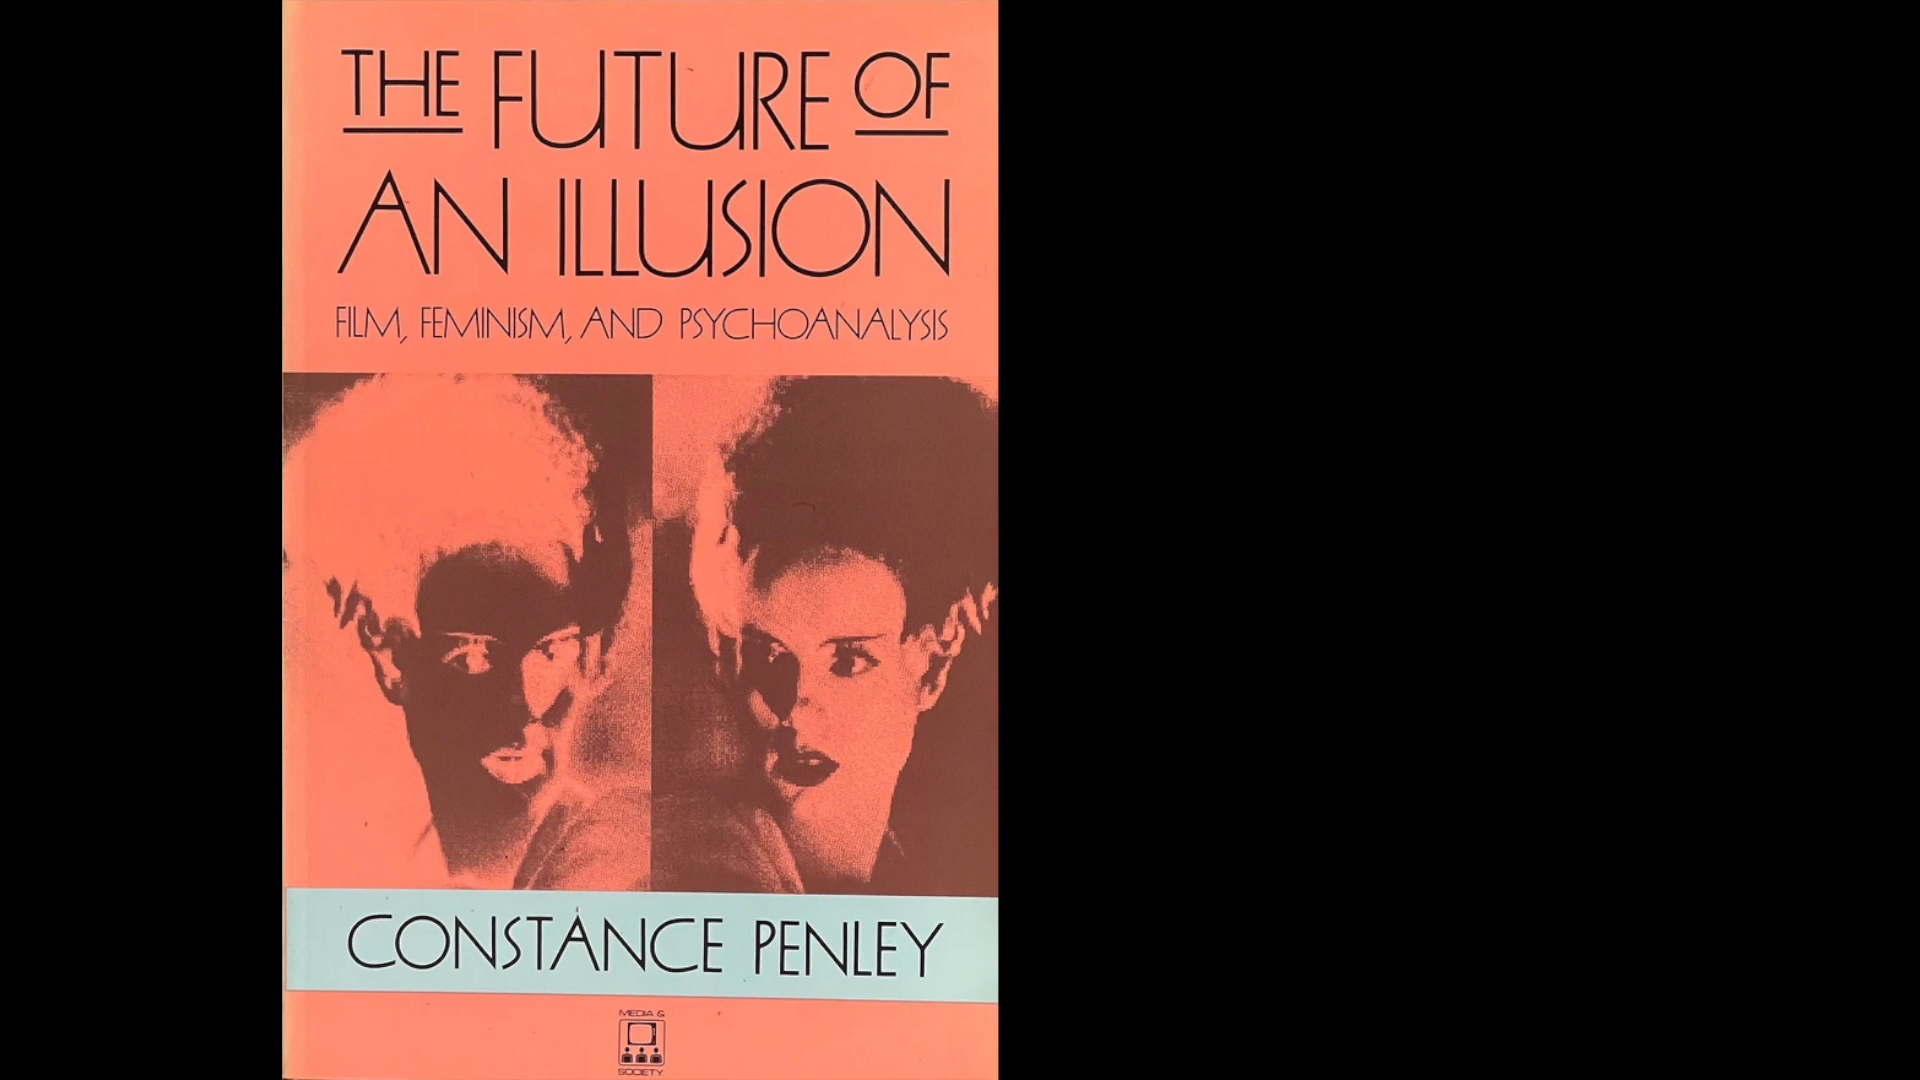 THE FUTURE OF
AN ILLUSION
FILM, FEMINISM, AND PSYCHOANALYSIS
CONSTANCE PENLEY
MEDIA &
SOCIETY